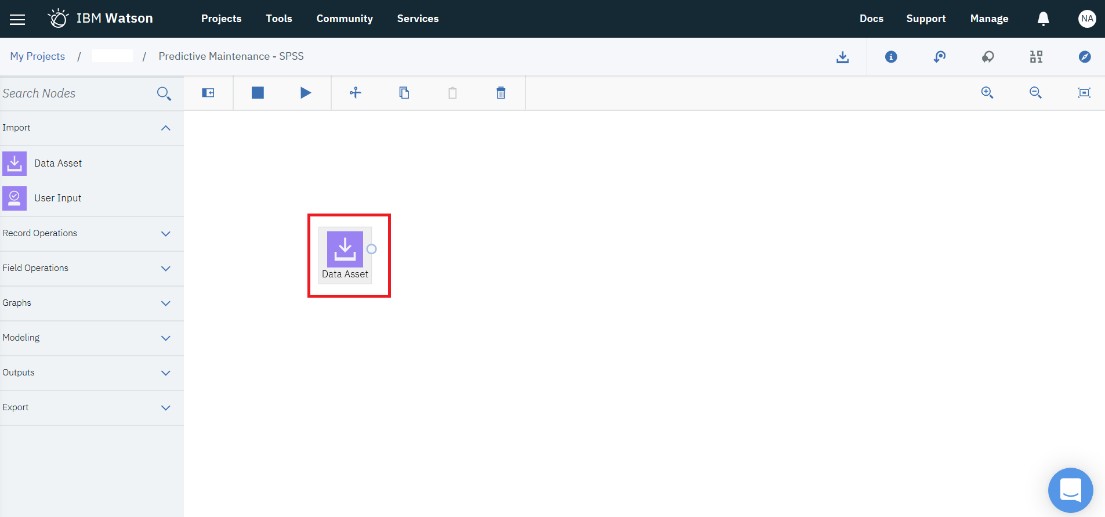 IBM Watson Projects Tools Community Services Docs Support Manage NA
My Projects / / Predictive Maintenance - SPSS
Search Nodes
Import
Data Asset
User Input
Record Operations
Field Operations
Graphs
Modeling
Outputs
Export
Data Asset